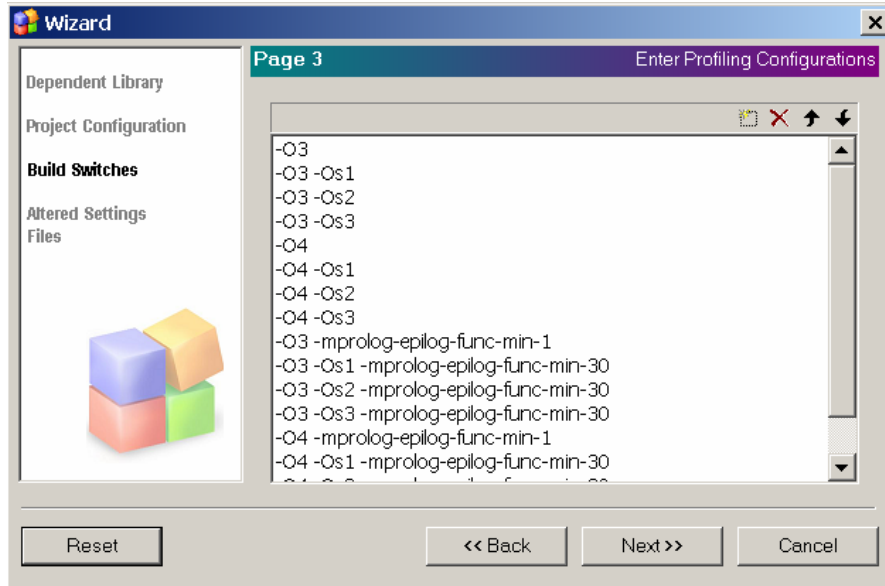 Wizard
Page 3
Enter Profiling Configurations
Dependent Library
Project Configuration
Build Switches
Altered Settings
Files
-O3
-O3 -Os1
-O3 -Os2
-O3 -Os3
-O4
-O4 -Os1
-O4 -Os2
-O4 -Os3
-O3 -mprolog-epilog-func-min-1
-O3 -Os1 -mprolog-epilog-func-min-30
-O3 -Os2 -mprolog-epilog-func-min-30
-O3 -Os3 -mprolog-epilog-func-min-30
-O4 -mprolog-epilog-func-min-1
-O4 -Os1 -mprolog-epilog-func-min-30
Reset
<< Back
Next >>
Cancel